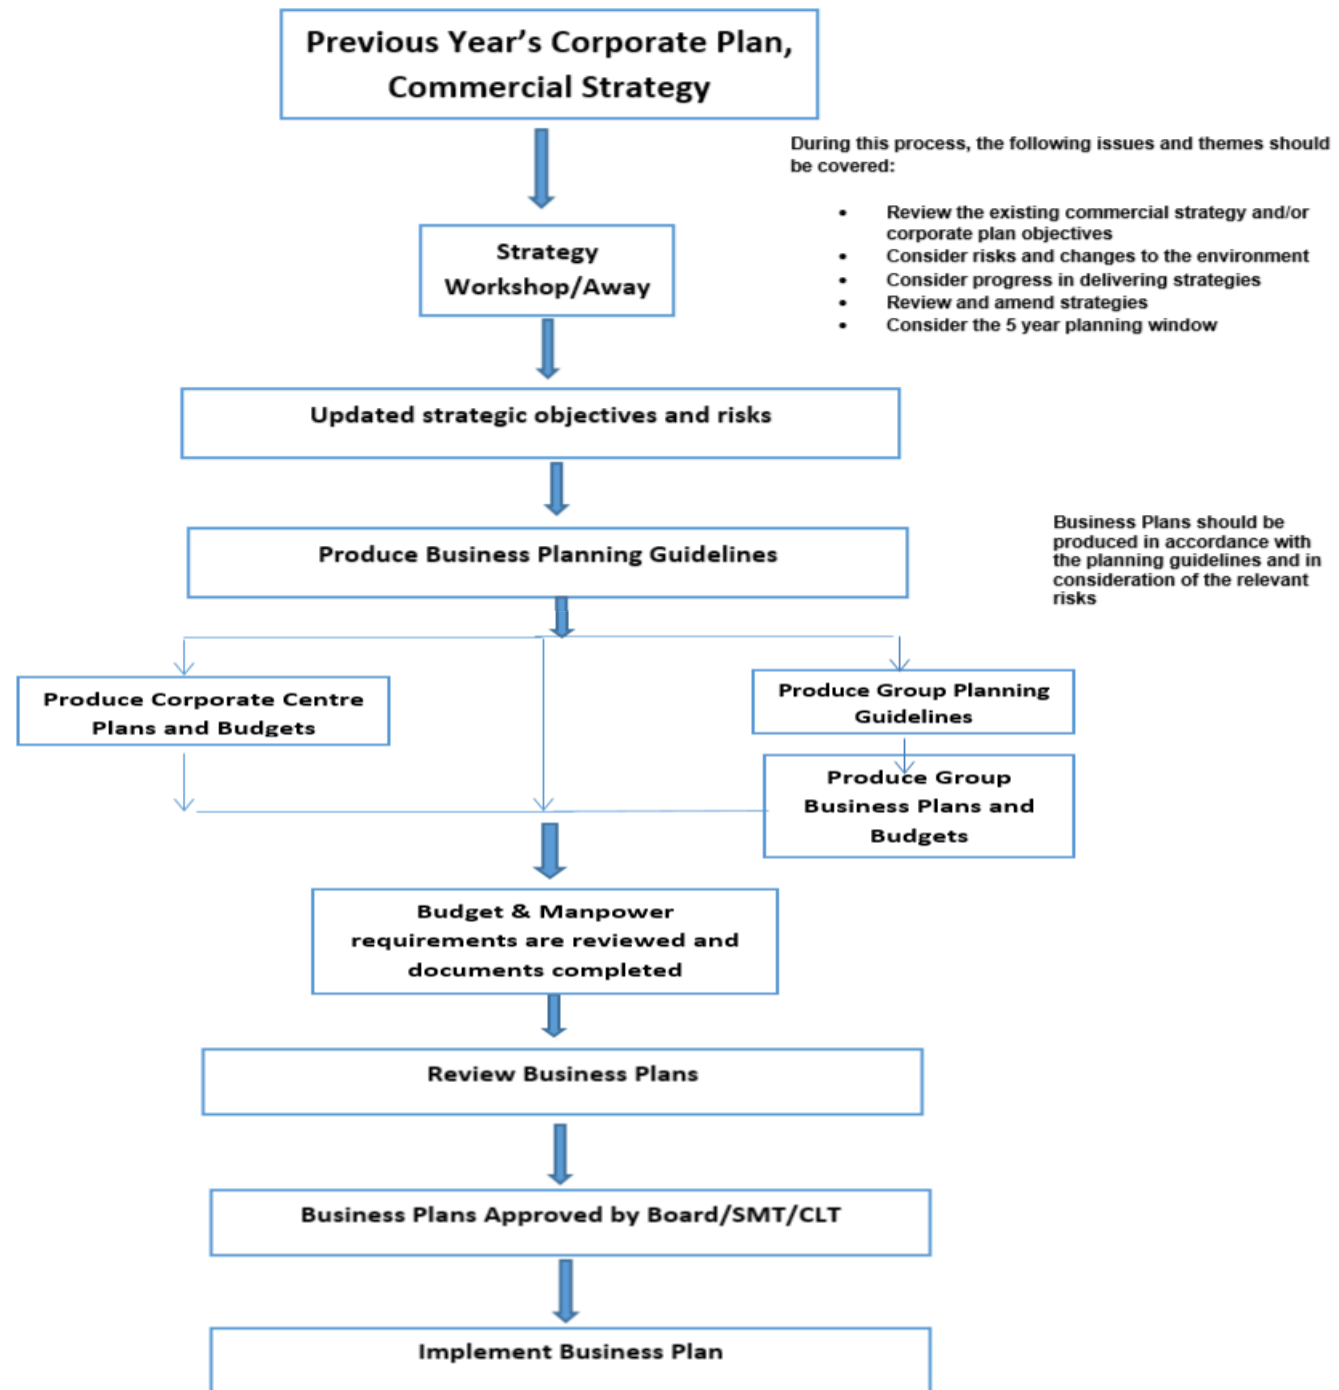 Previous Year’s Corporate Plan,
Commercial Strategy
During this process, the following issues and themes should
be covered:
• Review the existing commercial strategy and/or
corporate plan objectives
• Consider risks and changes to the environment
• Consider progress in delivering strategies
• Review and amend strategies
• Consider the 5 year planning window
Strategy
Workshop/Away
Updated strategic objectives and risks
Produce Business Planning Guidelines
Business Plans should be
produced in accordance with
the planning guidelines and in
consideration of the relevant
risks
Produce Corporate Centre
Plans and Budgets
Produce Group Planning
Guidelines
Produce Group
Business Plans and
Budgets
Budget & Manpower
requirements are reviewed and
documents completed
Review Business Plans
Business Plans Approved by Board/SMT/CLT
Implement Business Plan